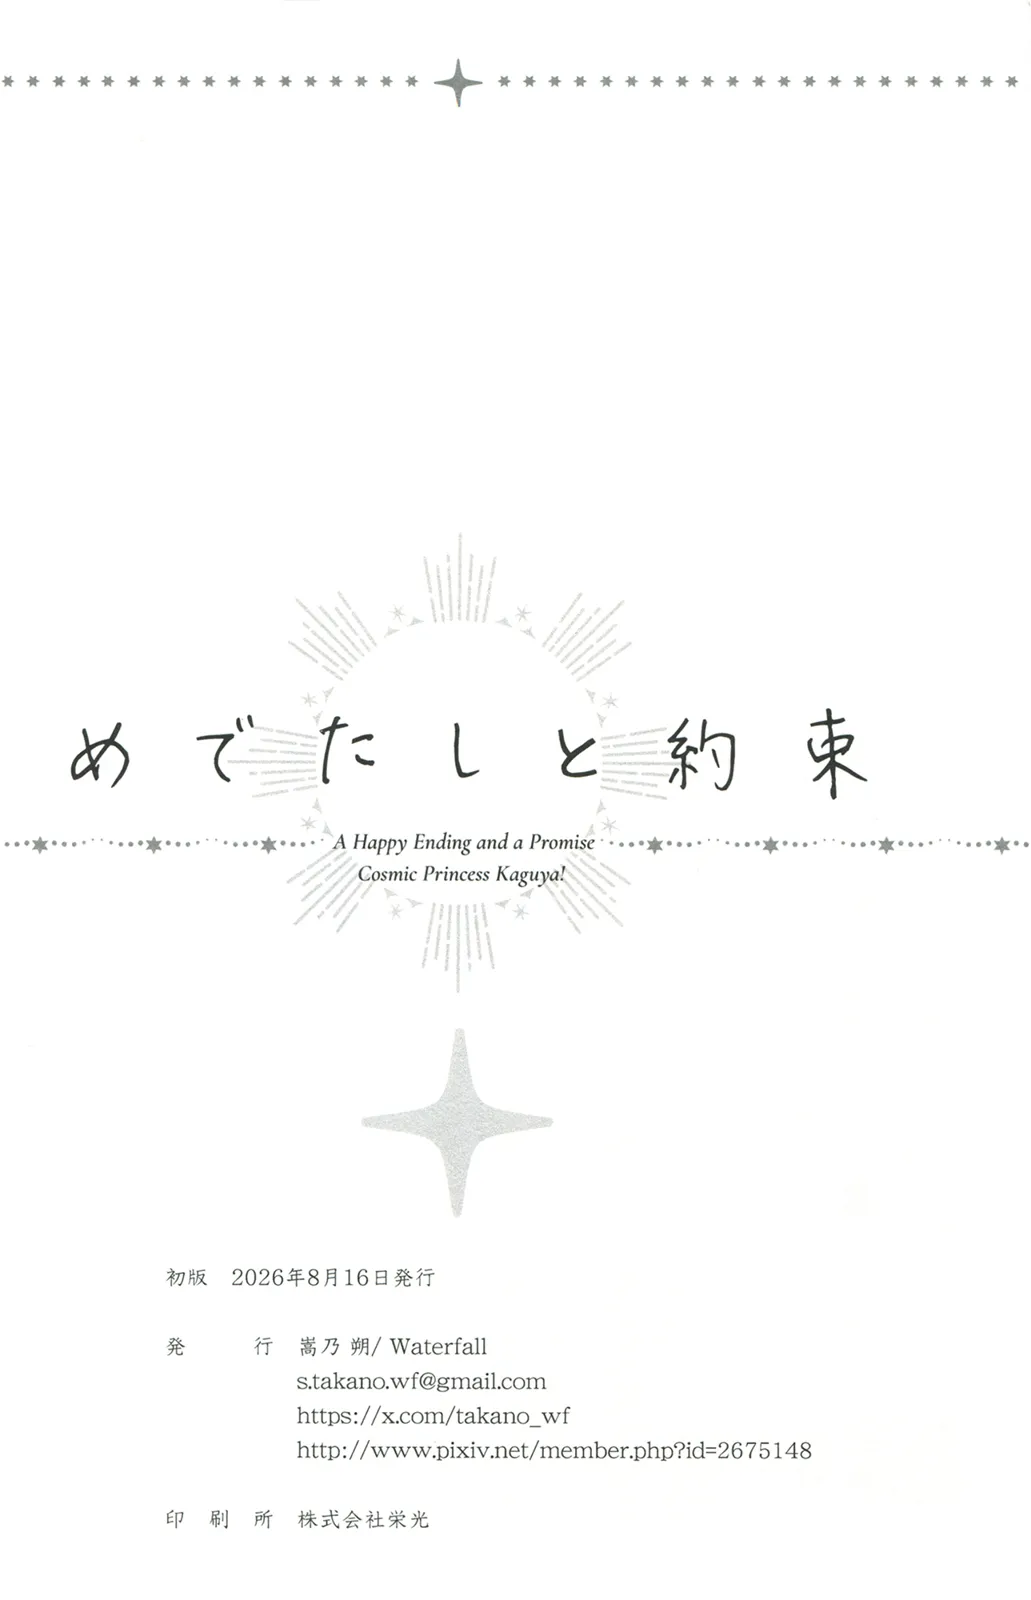 めでたしと約束
A Happy Ending and a Promise
Cosmic Princess Kaguya!
初版 2026年8月16日発行
発行 嵩乃 朔/ Waterfall
s.takano.wf@gmail.com
https://x.com/takano_wf
http://www.pixiv.net/member.php?id=2675148
印刷所 株式会社栄光